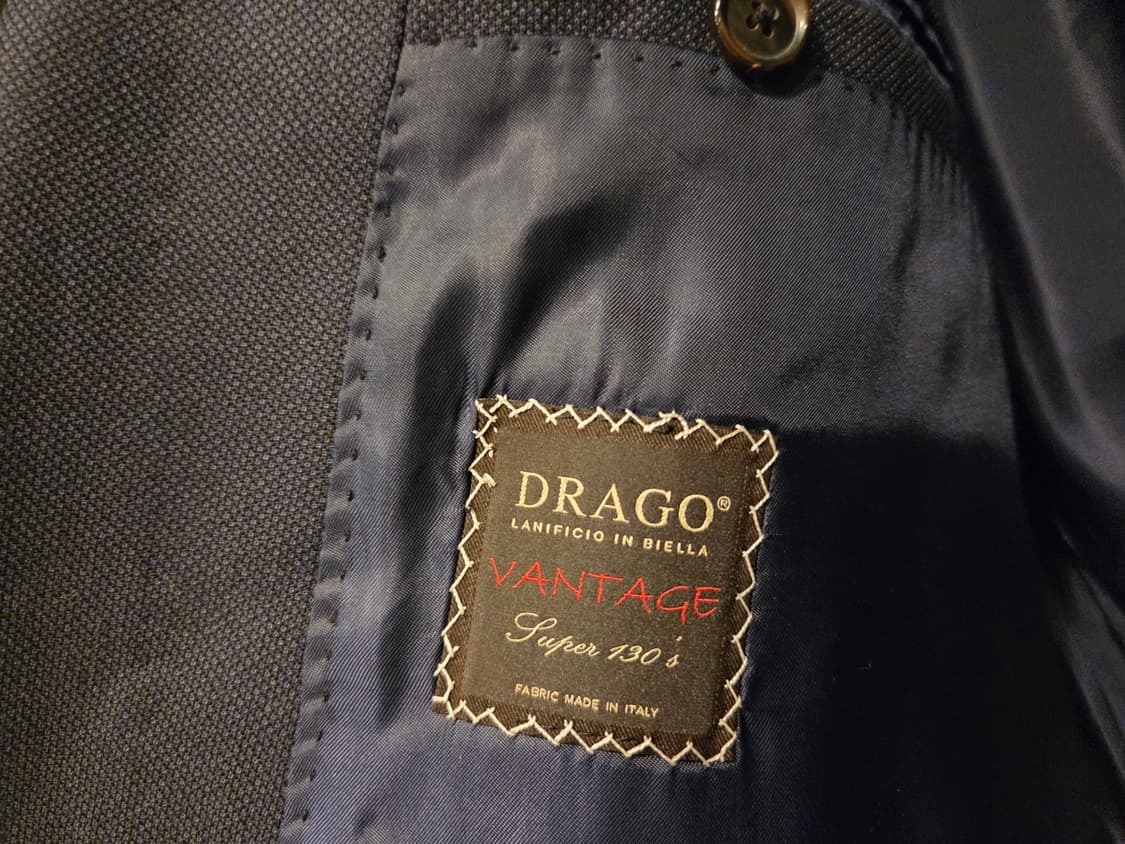 DRAGO®
LANIFICIO IN BIELLA
VANTAGE
Super 130's
FABRIC MADE IN ITALY